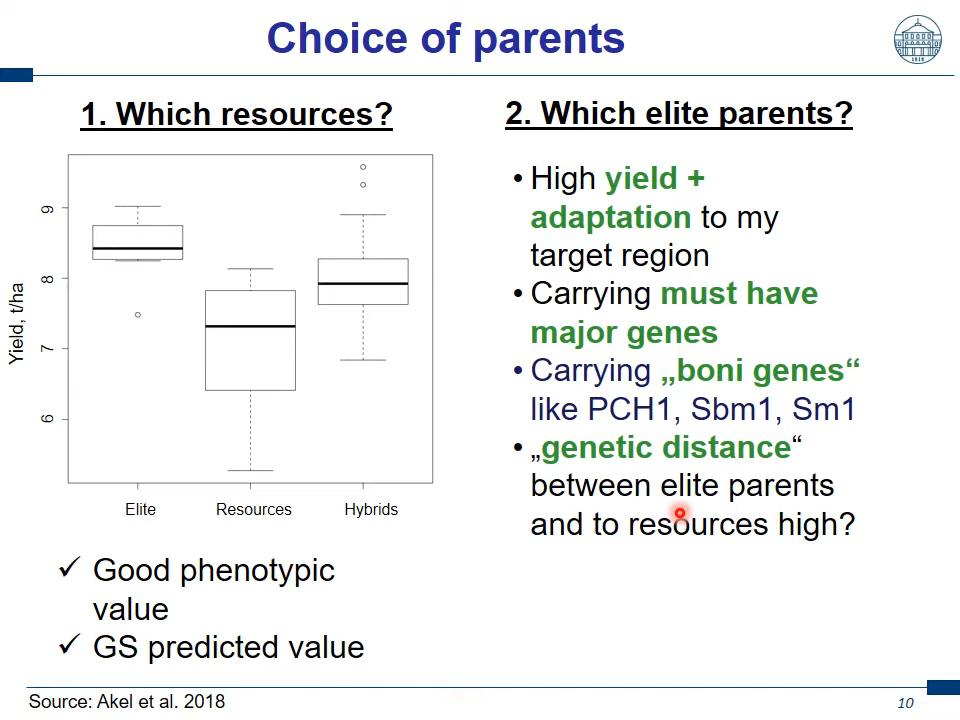 Choice of parents
1. Which resources?
Yield, t/ha
9
8
7
6
Elite
Resources
Hybrids
✓ Good phenotypic
value
✓ GS predicted value
2. Which elite parents?
• High yield +
adaptation to my
target region
• Carrying must have
major genes
• Carrying „boni genes“
like PCH1, Sbm1, Sm1
• „genetic distance“
between elite parents
and to resources high?
Source: Akel et al. 2018
10
1818